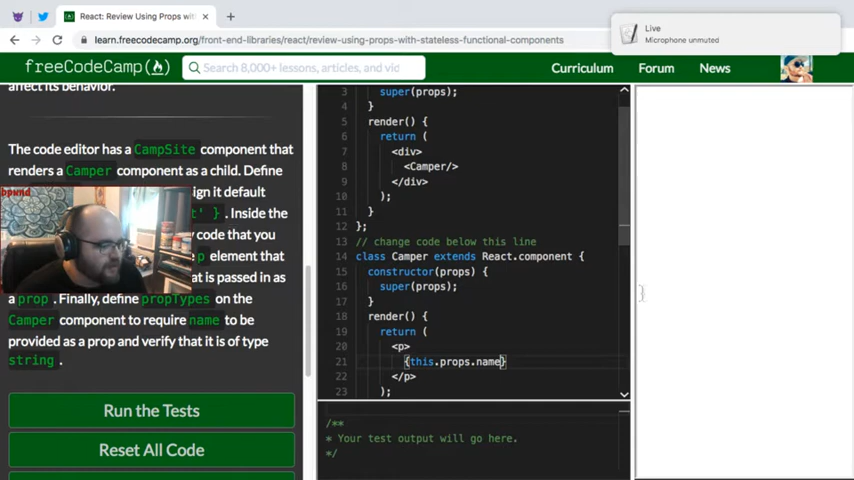 React: Review Using Props with
Live
Microphone unmuted
learn.freecodecamp.org/front-end-libraries/react/review-using-props-with-stateless-functional-components
freeCodeCamp
Search 8,000+ lessons, articles, and vid
Curriculum
Forum
News
affect its behavior.
The code editor has a CampSite component that
renders a Camper component as a child. Define
ign it default
t' } . Inside the
code that you
p element that
at is passed in as
a prop . Finally, define propTypes on the
Camper component to require name to be
provided as a prop and verify that it is of type
string .
Run the Tests
Reset All Code
3 super(props);
4 }
5 render() {
6 return (
7 <div>
8 <Camper/>
9 </div>
10 );
11 }
12 };
13 // change code below this line
14 class Camper extends React.component {
15 constructor(props) {
16 super(props);
17 }
18 render() {
19 return (
20 <p>
21 {this.props.name}
22 </p>
23 );
/**
* Your test output will go here.
*/
}